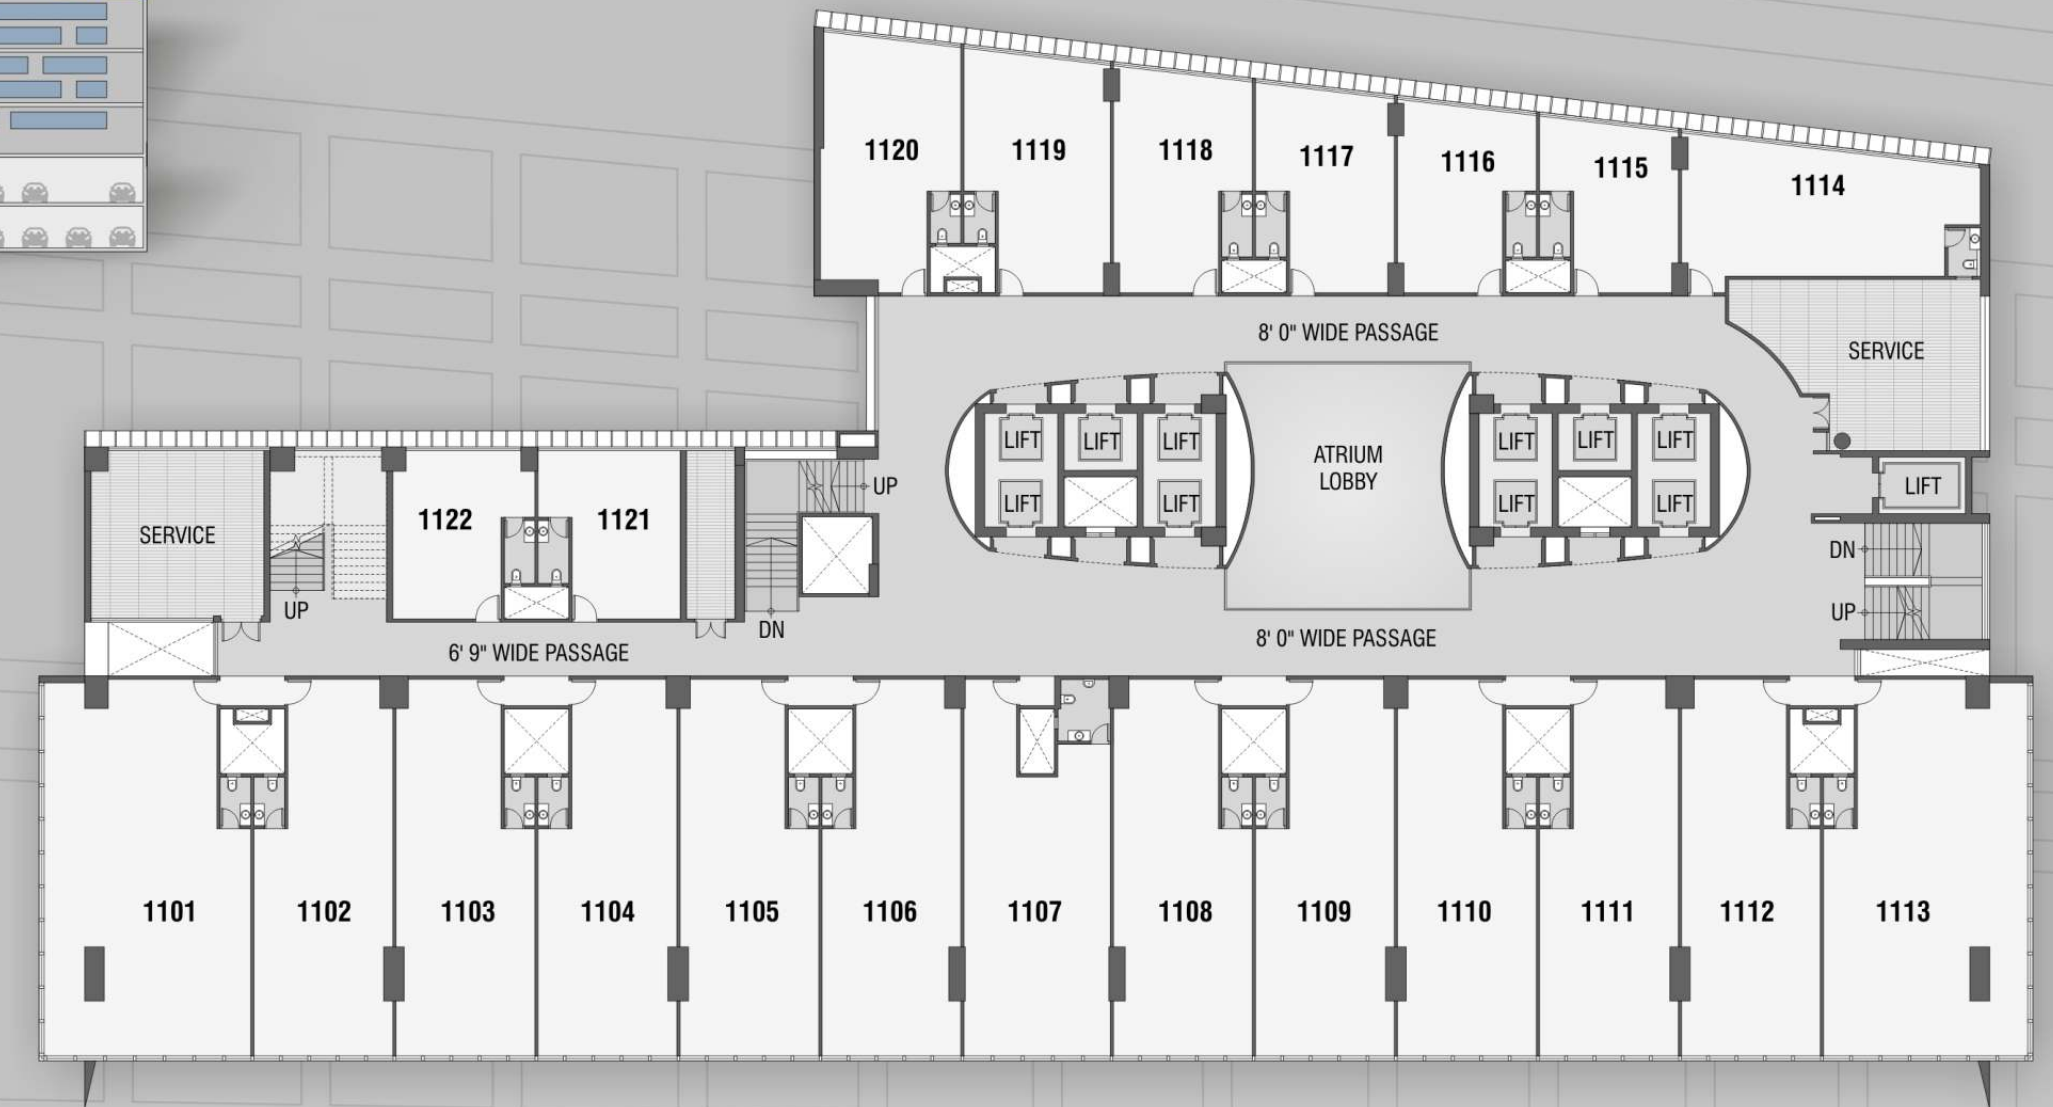 1120
1119
1118
1117
1116
1115
1114
8' 0" WIDE PASSAGE
SERVICE
LIFT
LIFT
LIFT
ATRIUM
LOBBY
LIFT
LIFT
LIFT
LIFT
LIFT
LIFT
LIFT
LIFT
UP
SERVICE
1122
1121
DN
UP
UP
DN
6' 9" WIDE PASSAGE
8' 0" WIDE PASSAGE
1101
1102
1103
1104
1105
1106
1107
1108
1109
1110
1111
1112
1113